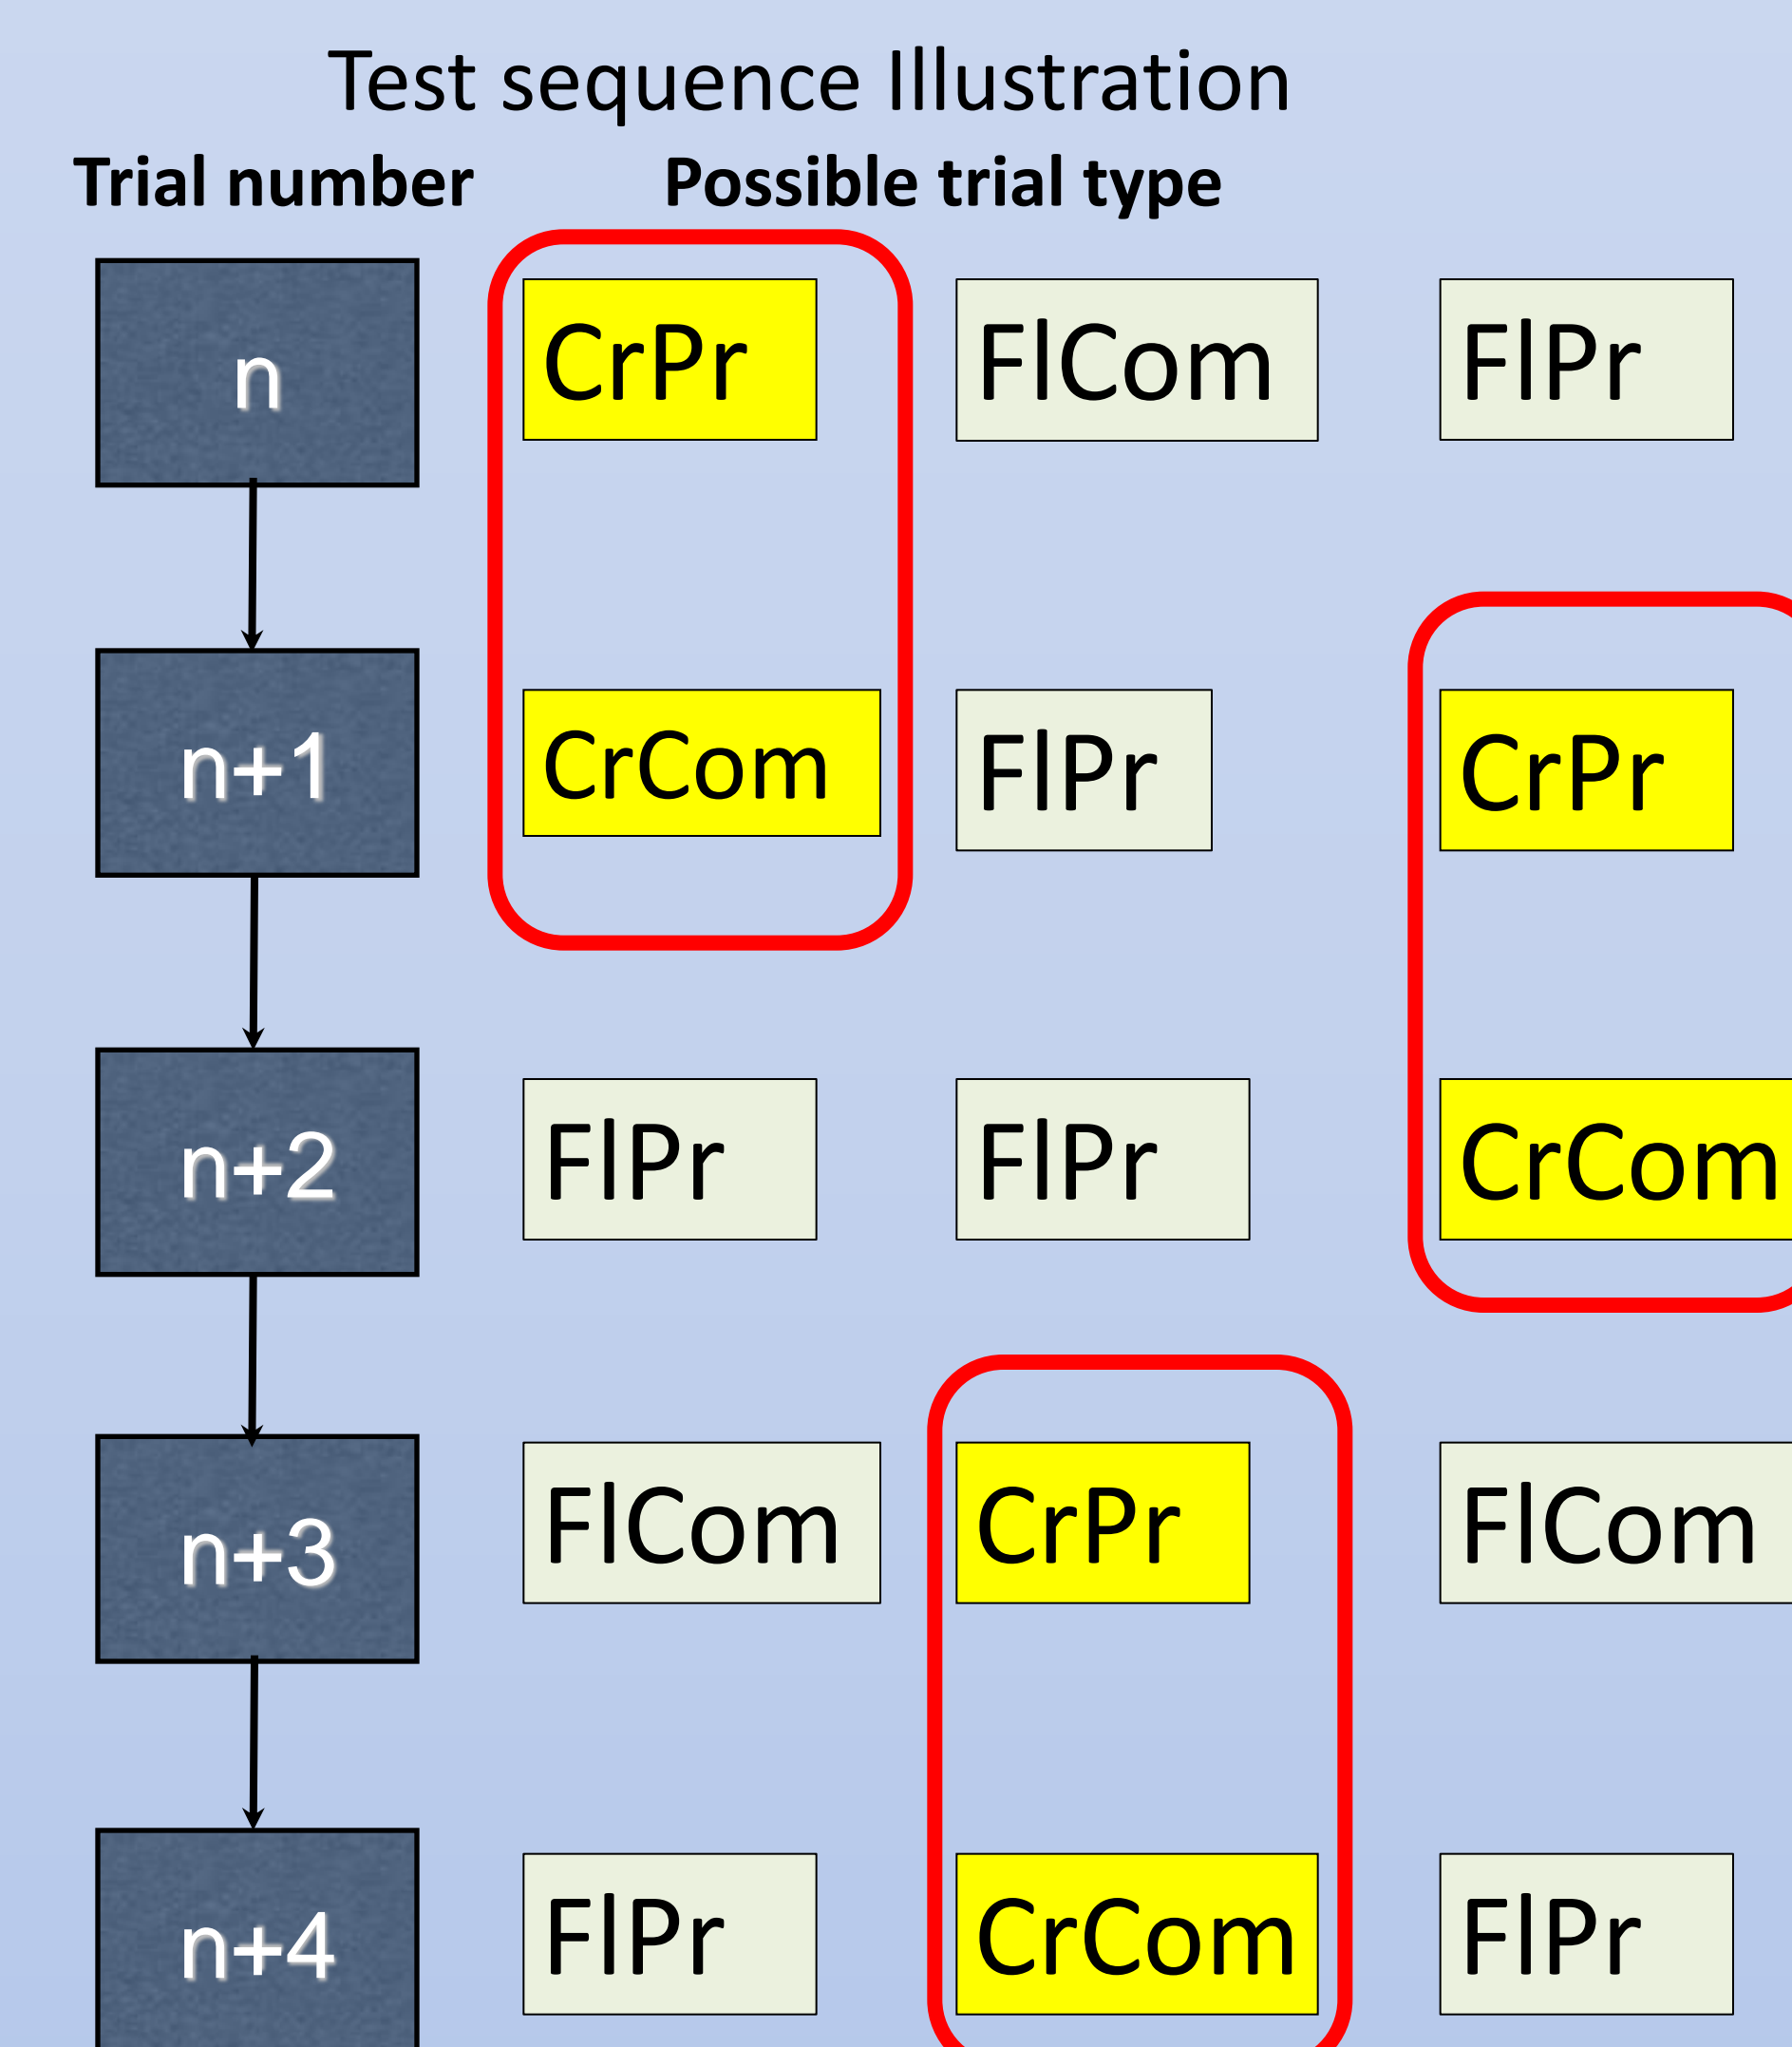 Test sequence Illustration
Trial number Possible trial type
n CrPr FlCom FlPr
n+1 CrCom FlPr CrPr
n+2 FlPr FlPr CrCom
n+3 FlCom CrPr FlCom
n+4 FlPr CrCom FlPr